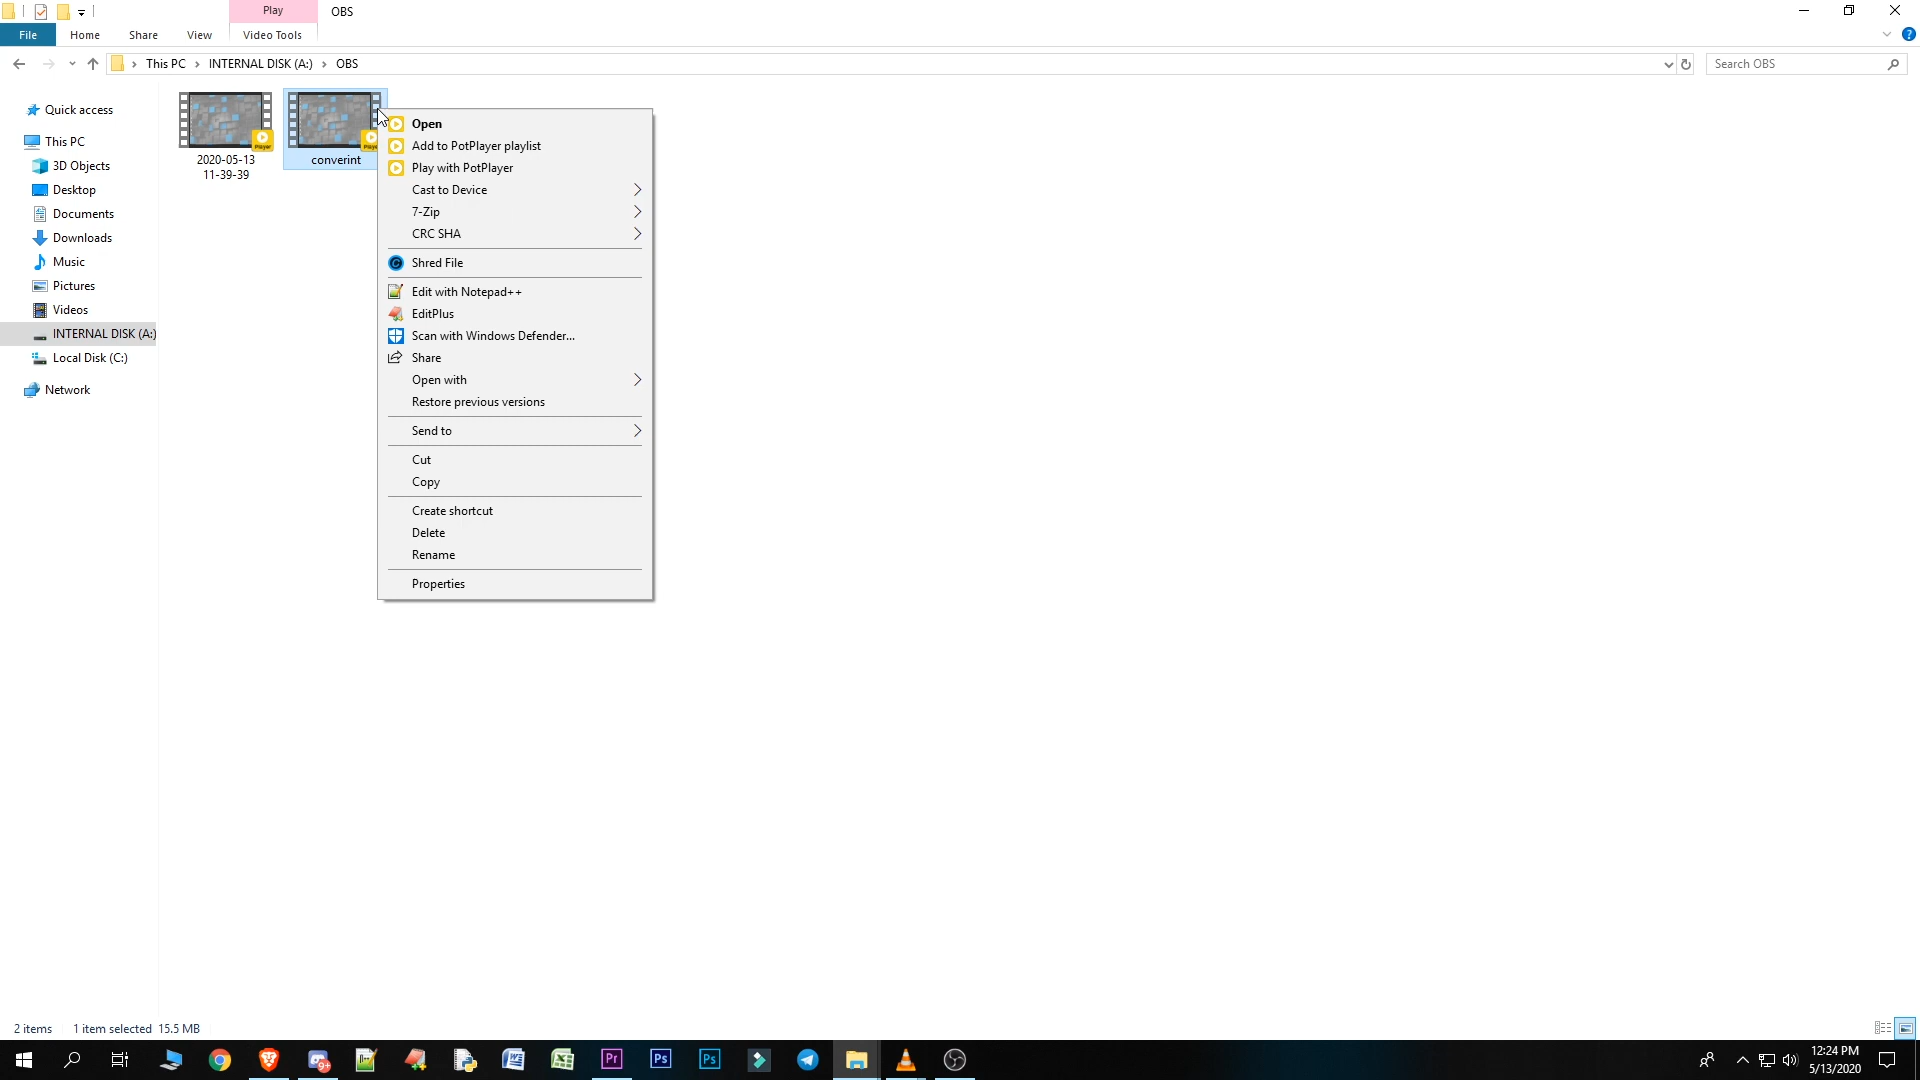 Play
OBS
File
Home
Share
View
Video Tools
This PC
INTERNAL DISK (A:)
OBS
Search OBS
Quick access
This PC
3D Objects
Desktop
Documents
Downloads
Music
Pictures
Videos
INTERNAL DISK (A:)
Local Disk (C:)
Network
2020-05-13
11-39-39
converint
Open
Add to PotPlayer playlist
Play with PotPlayer
Cast to Device
7-Zip
CRC SHA
Shred File
Edit with Notepad++
EditPlus
Scan with Windows Defender...
Share
Open with
Restore previous versions
Send to
Cut
Copy
Create shortcut
Delete
Rename
Properties
2 items
1 item selected 15.5 MB
9+
Pr
Ps
Ps
12:24 PM
5/13/2020